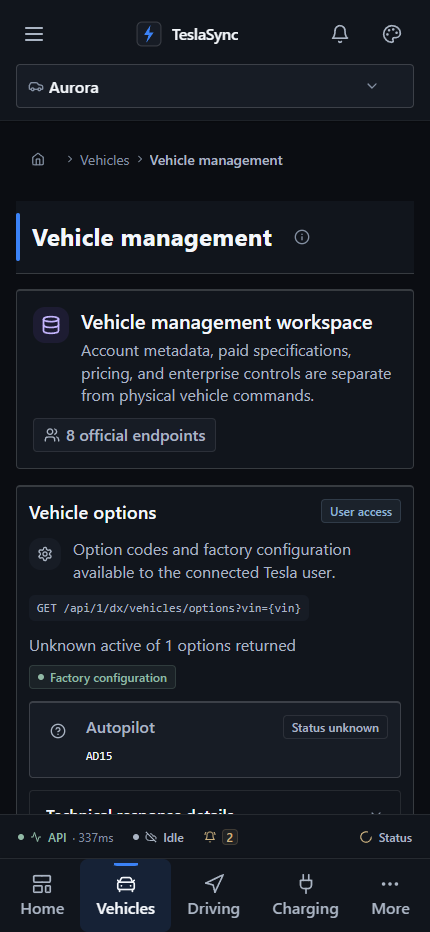 TeslaSync
Aurora
Vehicles
Vehicle management
Vehicle management
Vehicle management workspace
Account metadata, paid specifications,
pricing, and enterprise controls are separate
from physical vehicle commands.
8 official endpoints
Vehicle options
User access
Option codes and factory configuration
available to the connected Tesla user.
GET /api/1/dx/vehicles/options?vin={vin}
Unknown active of 1 options returned
Factory configuration
Autopilot
Status unknown
AD15
Technical response details
API · 337ms
Idle
2
Status
Home
Vehicles
Driving
Charging
More